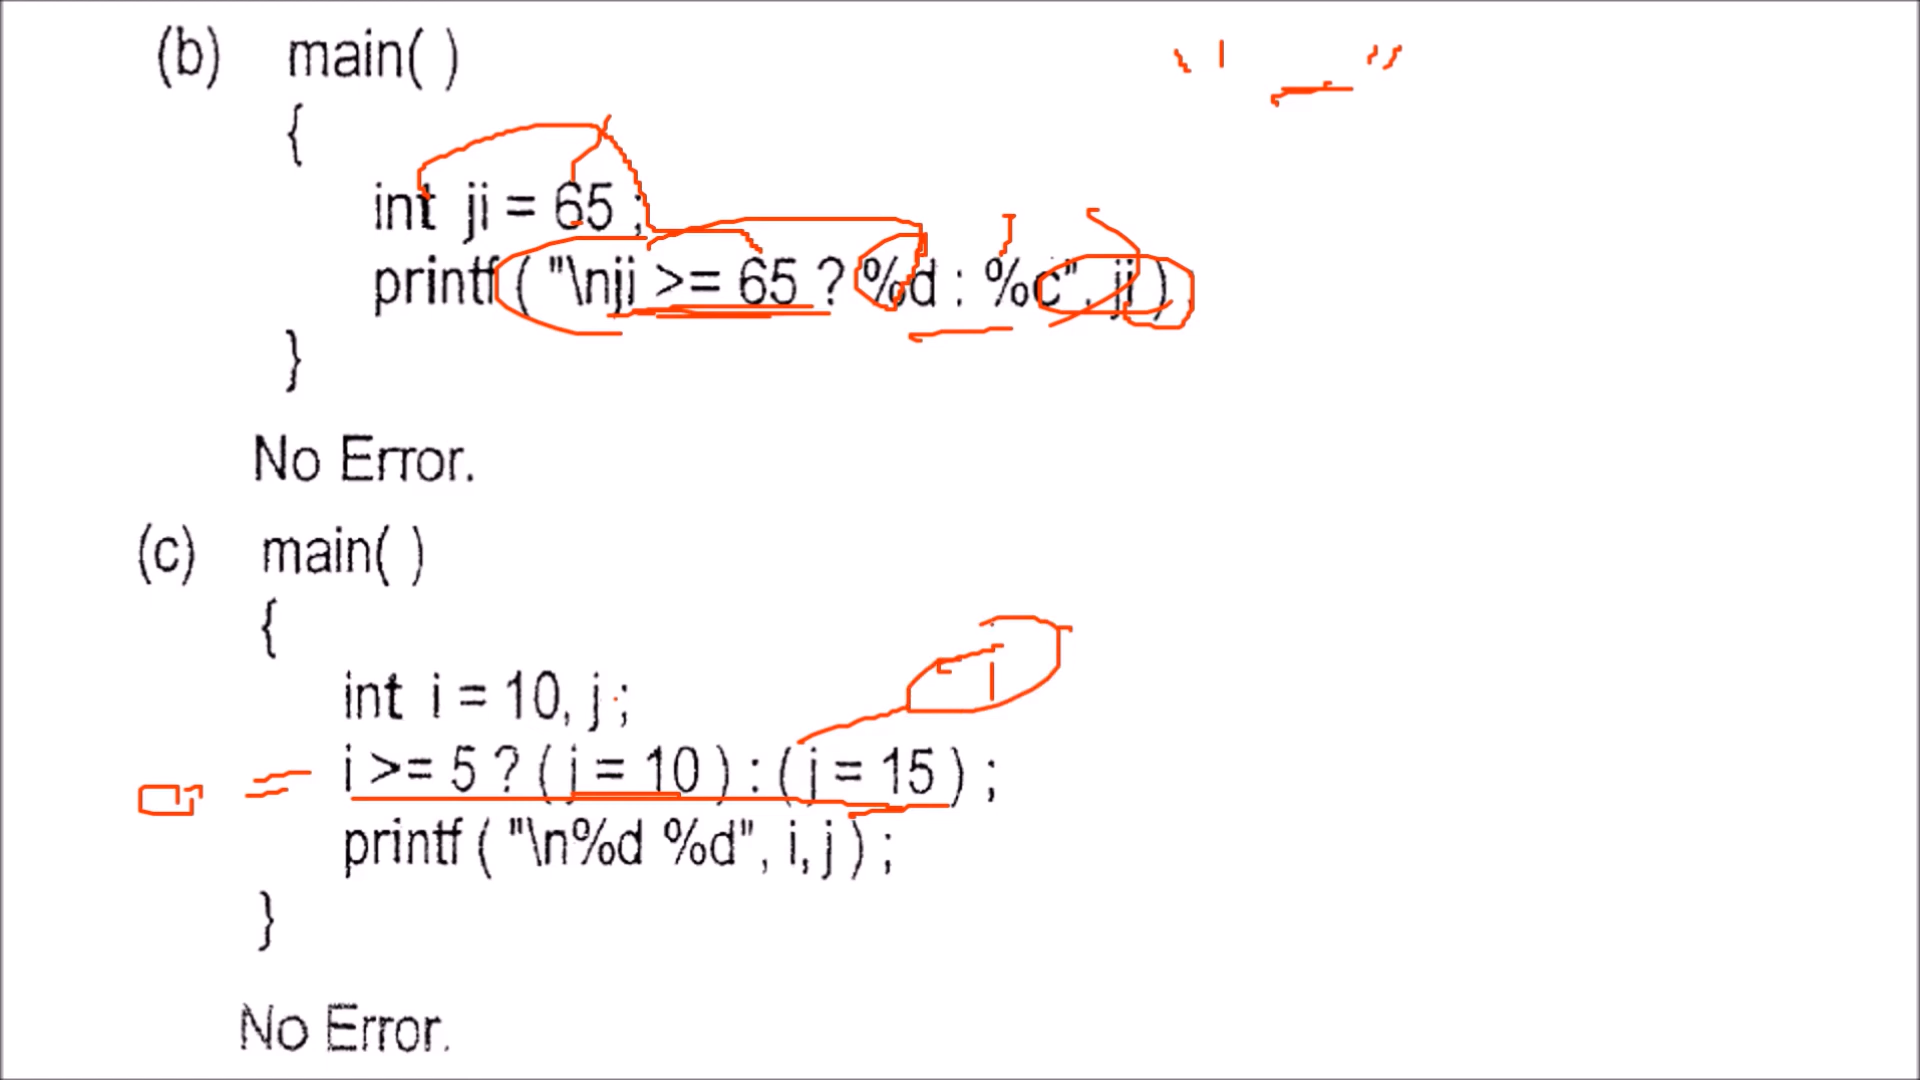 (b) main( )
{
int ji = 65 ;
printf ( "\nji >= 65 ? %d : %c", ji )
}
No Error.
(c) main( )
{
int i = 10, j ;
i >= 5 ? ( j = 10 ) : ( j = 15 ) ;
printf ( "\n%d %d", i, j ) ;
}
No Error.